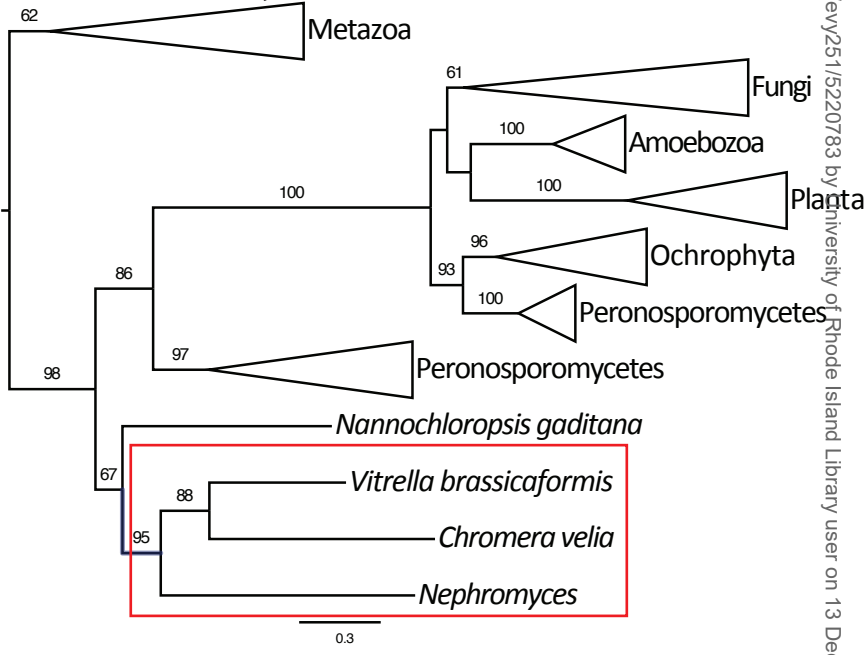 62
Metazoa
61
Fungi
100
Amoebozoa
100
Planta
100
96
Ochrophyta
93
86
100
Peronosporomycetes
97
Peronosporomycetes
98
Nannochloropsis gaditana
67
88
Vitrella brassicaformis
95
Chromera velia
Nephromyces
0.3
/evy251/5220783 by University of Rhode Island Library user on 13 Dec